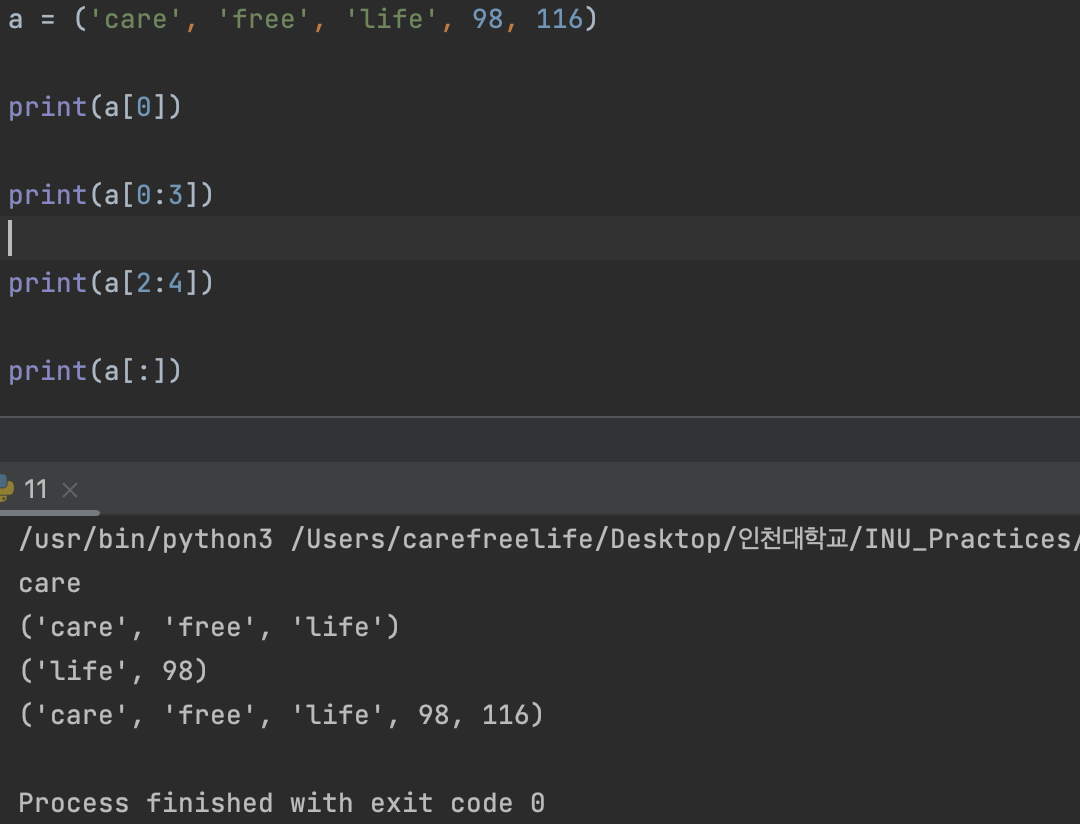 a = ('care', 'free', 'life', 98, 116)
print(a[0])
print(a[0:3])
print(a[2:4])
print(a[:])
11
/usr/bin/python3 /Users/carefreelife/Desktop/인천대학교/INU_Practices/
care
('care', 'free', 'life')
('life', 98)
('care', 'free', 'life', 98, 116)
Process finished with exit code 0